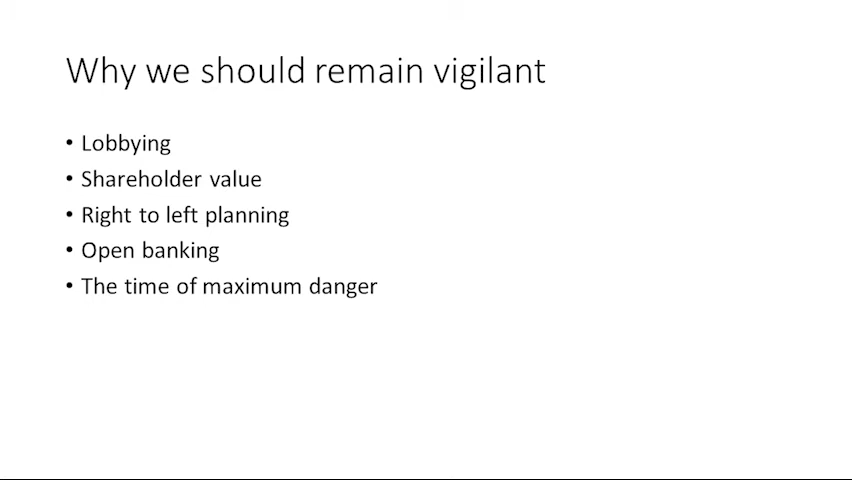 Why we should remain vigilant
• Lobbying
• Shareholder value
• Right to left planning
• Open banking
• The time of maximum danger